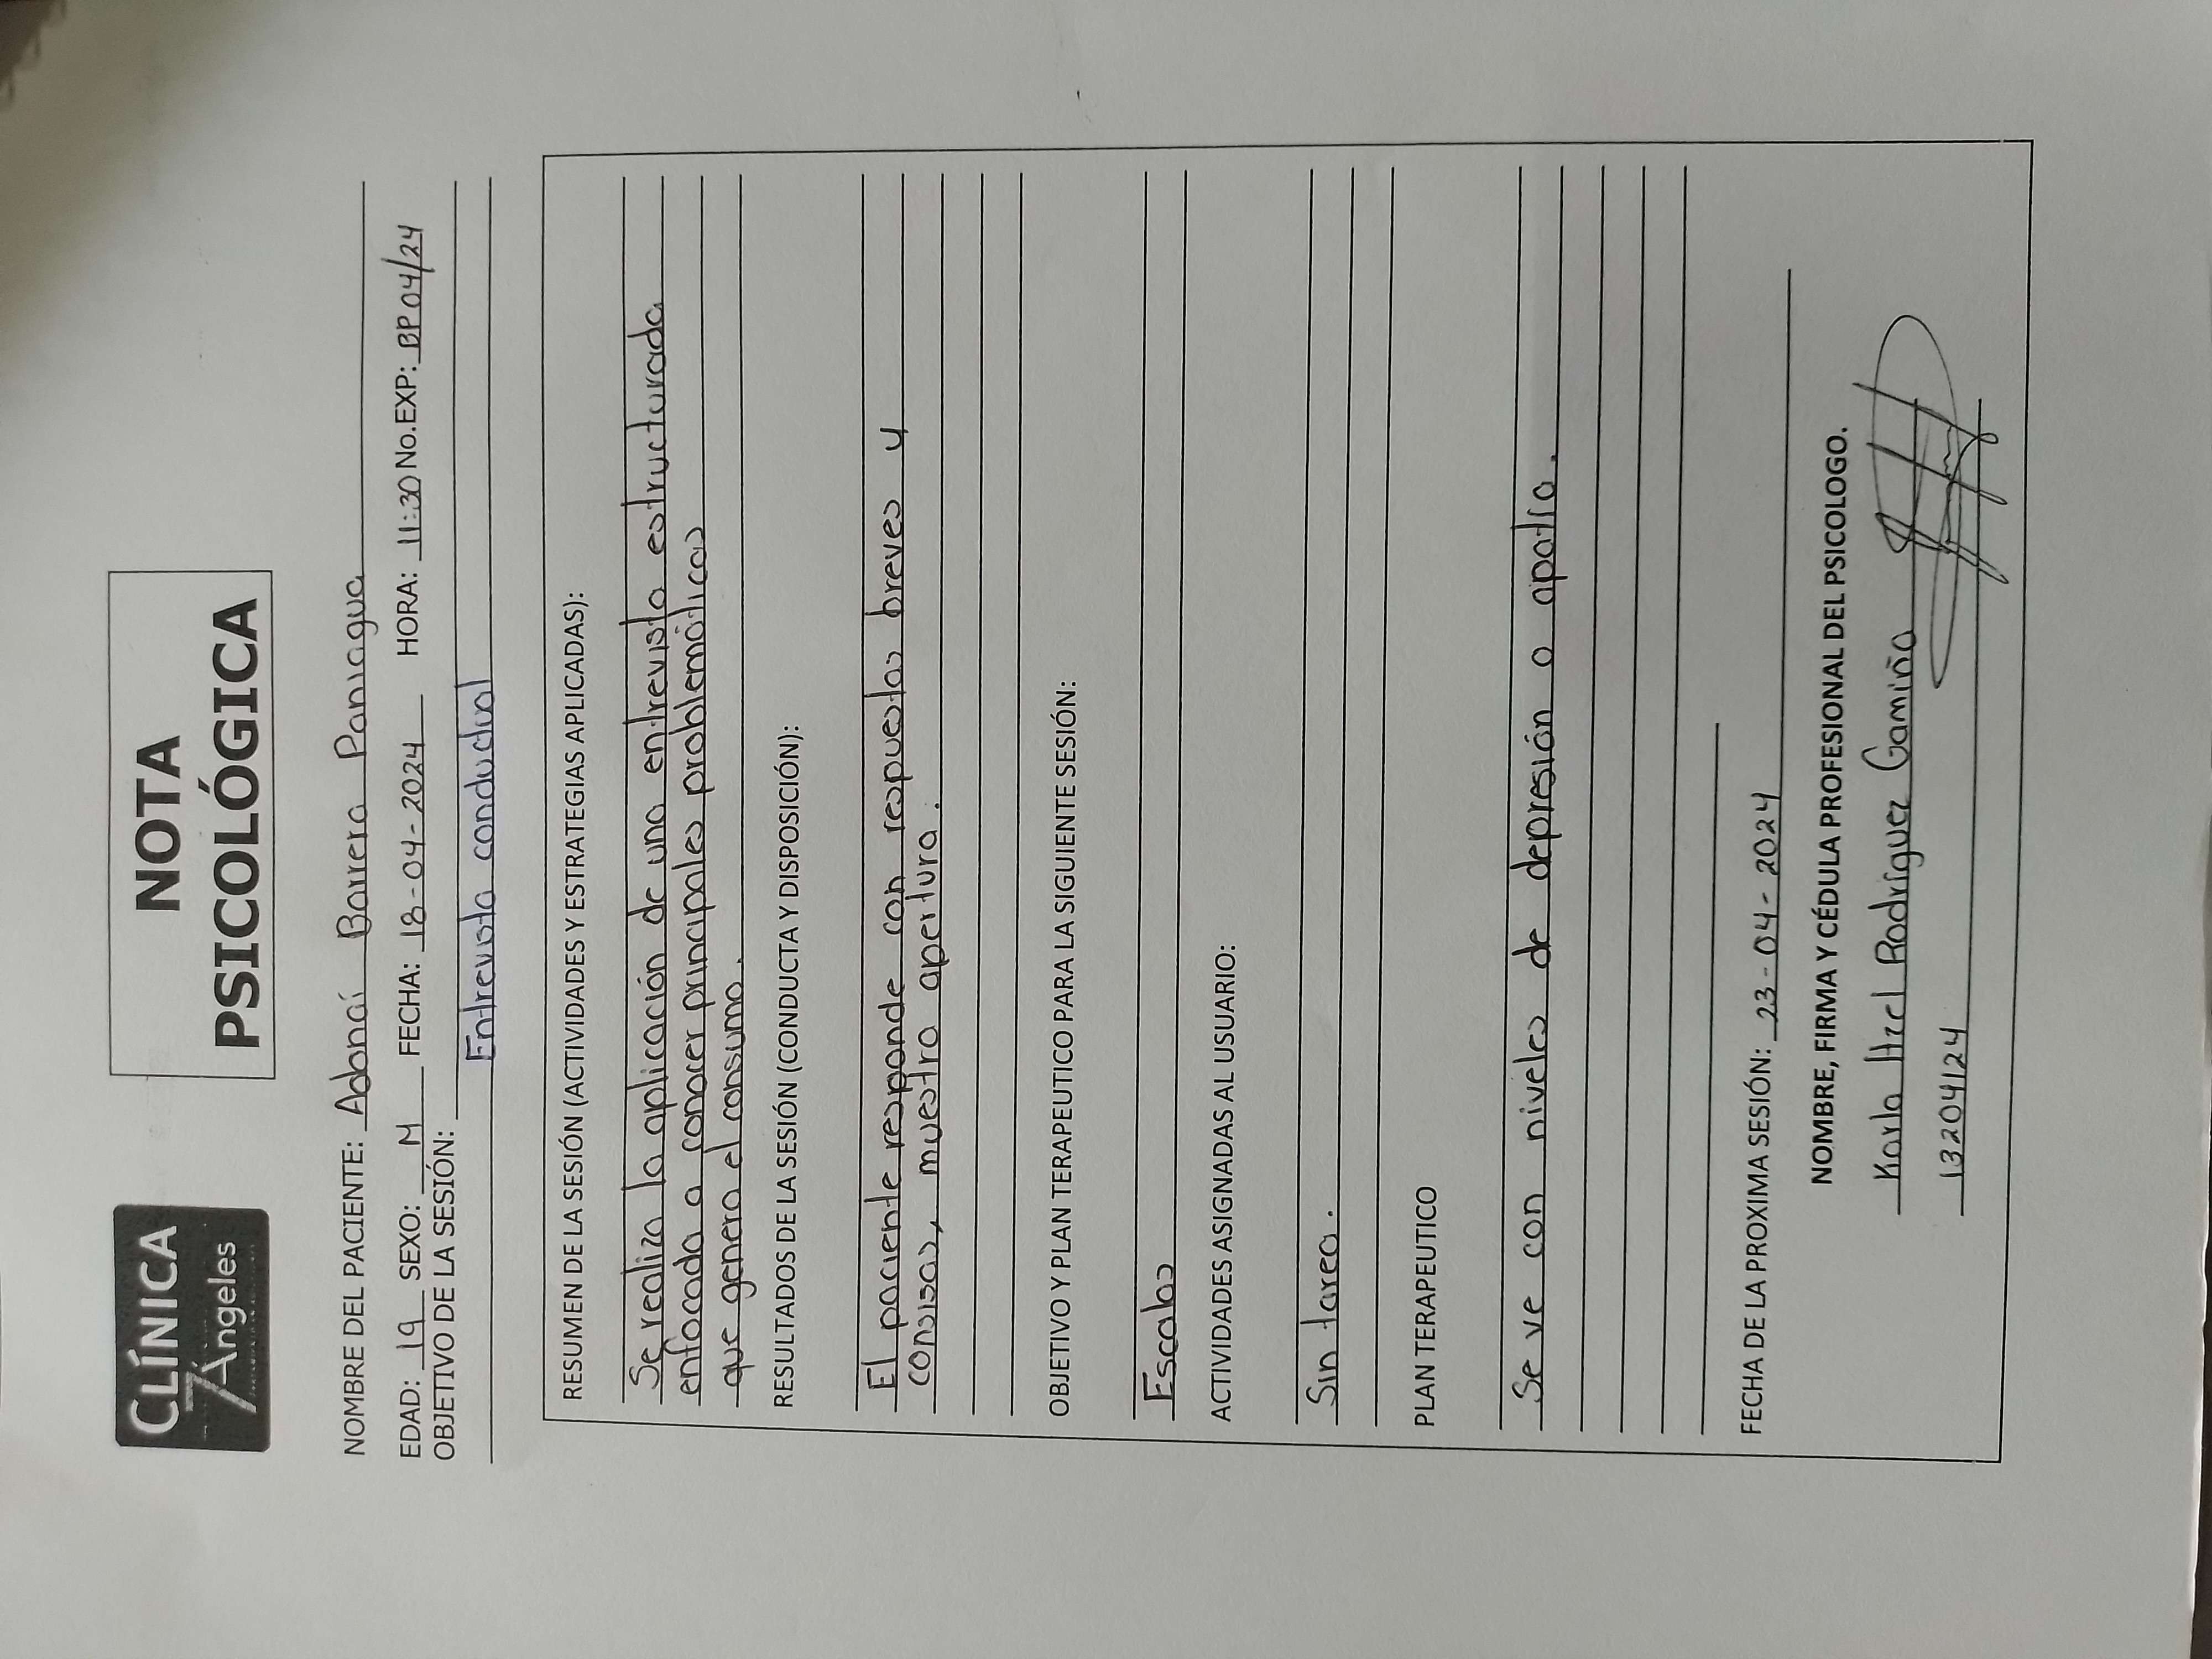 CLÍNICA
7 Ángeles
NOTA
PSICOLÓGICA
NOMBRE DEL PACIENTE: Adonaí Barrera Paniagua
EDAD: 19 SEXO: M FECHA: 18-04-2024 HORA: 11:30 No.EXP: BP04/24
OBJETIVO DE LA SESIÓN:
Entrevista conductual
RESUMEN DE LA SESIÓN (ACTIVIDADES Y ESTRATEGIAS APLICADAS):
Se realiza la aplicación de una entrevista estructurada
enfocada a conocer principales problemáticas
que genera el consumo.
RESULTADOS DE LA SESIÓN (CONDUCTA Y DISPOSICIÓN):
El paciente responde con respuestas breves y
consisas, muestra apertura.
OBJETIVO Y PLAN TERAPEUTICO PARA LA SIGUIENTE SESIÓN:
Escalas
ACTIVIDADES ASIGNADAS AL USUARIO:
Sin tarea.
PLAN TERAPEUTICO
Se ve con niveles de depresión o apatía.
FECHA DE LA PROXIMA SESIÓN: 23-04-2024
NOMBRE, FIRMA Y CÉDULA PROFESIONAL DEL PSICOLOGO.
Karla Rodríguez Gamiño
13204124